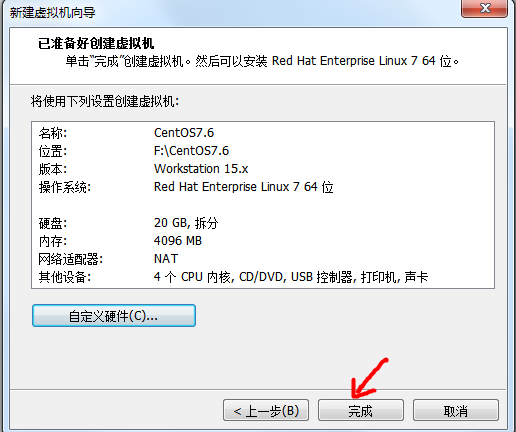 新建虚拟机向导
已准备好创建虚拟机
单击"完成"创建虚拟机。然后可以安装 Red Hat Enterprise Linux 7 64 位。
将使用下列设置创建虚拟机:
名称: CentOS7.6
位置: F:\CentOS7.6
版本: Workstation 15.x
操作系统: Red Hat Enterprise Linux 7 64 位
硬盘: 20 GB, 拆分
内存: 4096 MB
网络适配器: NAT
其他设备: 4 个 CPU 内核, CD/DVD, USB 控制器, 打印机, 声卡
自定义硬件(C)...
< 上一步(B) 完成 取消